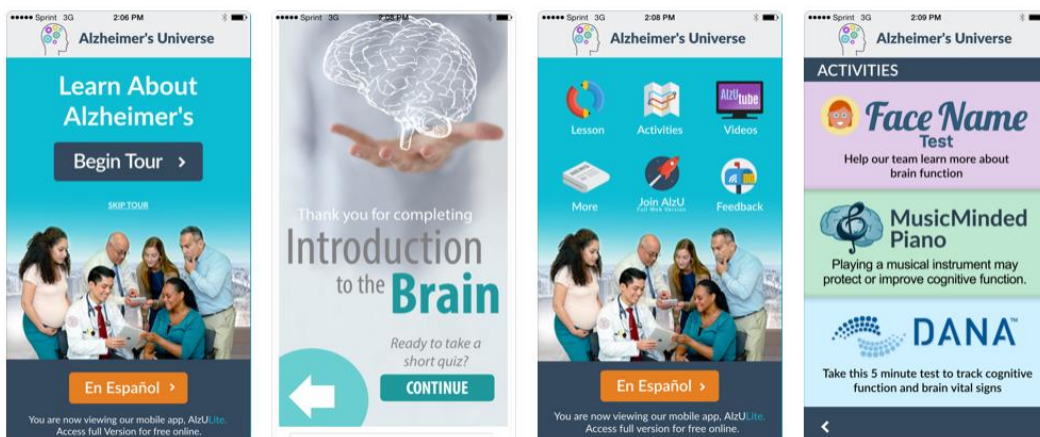 Sprint 3G 2:06 PM
Alzheimer's Universe
Learn About
Alzheimer's
Begin Tour >
SKIP TOUR
En Español >
You are now viewing our mobile app, AlzULite.
Access full Version for free online.
Sprint 3G 2:08 PM
Thank you for completing
Introduction
to the Brain
Ready to take a
short quiz?
CONTINUE
Sprint 3G 2:08 PM
Alzheimer's Universe
Lesson
Activities
AlzU tube
Videos
More
Join AlzU
Full Web Version
Feedback
En Español >
You are now viewing our mobile app, AlzULite.
Access full Version for free online.
Sprint 3G 2:09 PM
Alzheimer's Universe
ACTIVITIES
Face Name
Test
Help our team learn more about
brain function
MusicMinded
Piano
Playing a musical instrument may
protect or improve cognitive function.
DANA™
Take this 5 minute test to track cognitive
function and brain vital signs